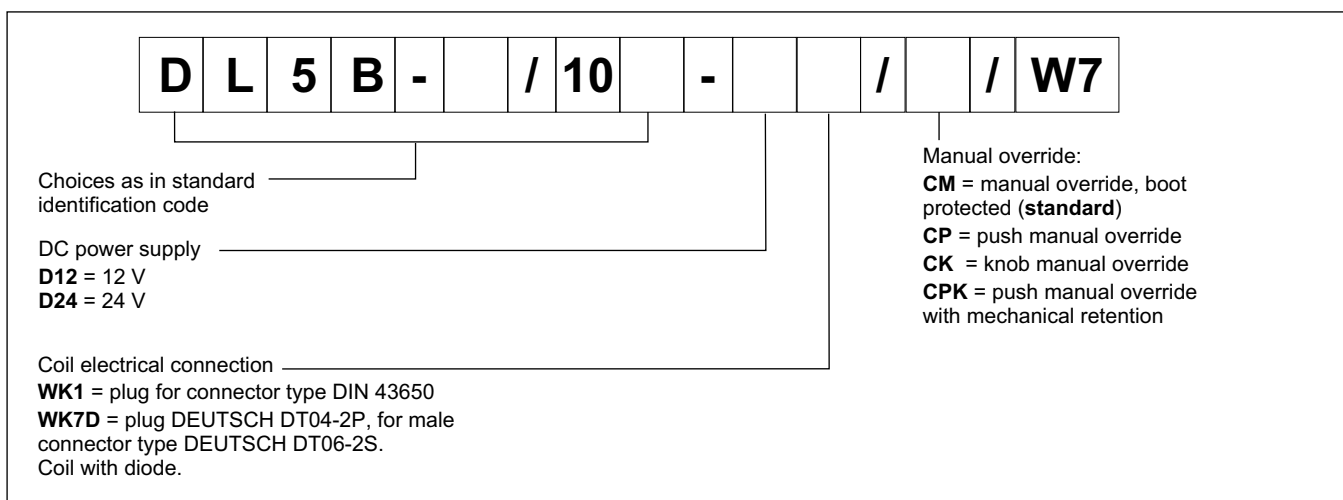 DL5B- /10 - / /W7
Choices as in standard
identification code
DC power supply
D12 = 12 V
D24 = 24 V
Coil electrical connection
WK1 = plug for connector type DIN 43650
WK7D = plug DEUTSCH DT04-2P, for male
connector type DEUTSCH DT06-2S.
Coil with diode.
Manual override:
CM = manual override, boot
protected (standard)
CP = push manual override
CK = knob manual override
CPK = push manual override
with mechanical retention